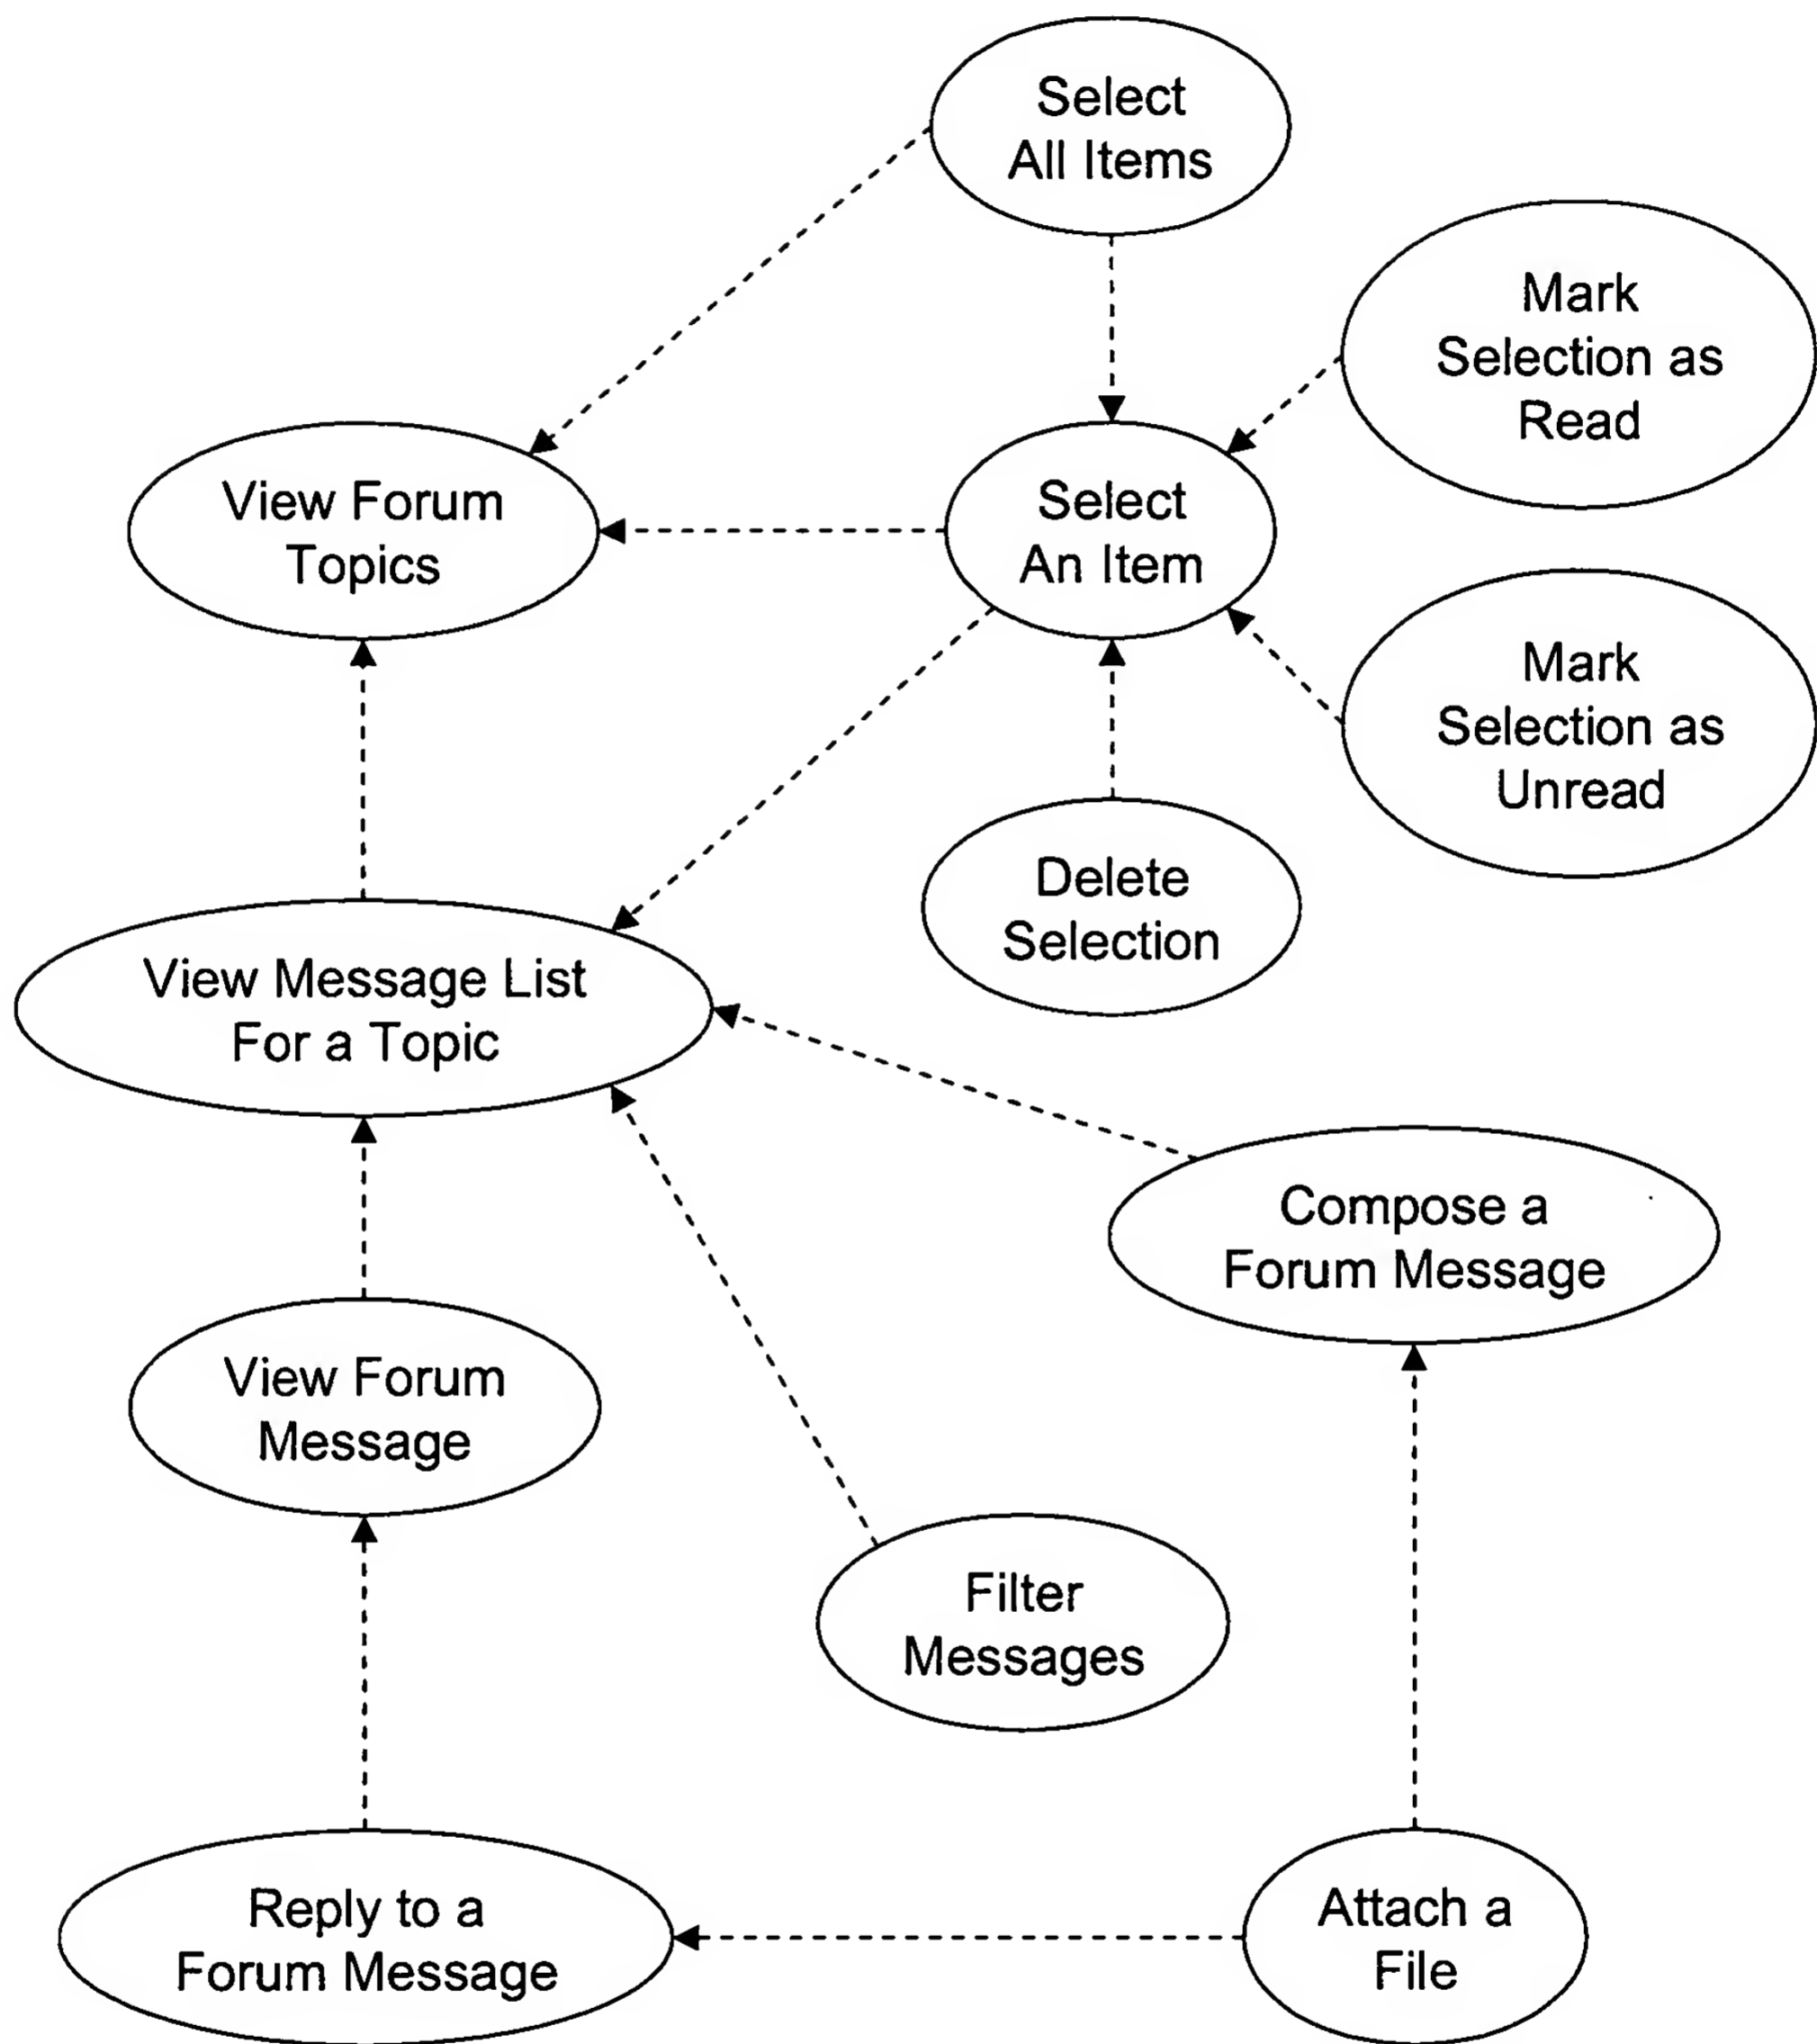 Select
All Items
Mark
Selection as
Read
View Forum
Topics
Select
An Item
Mark
Selection as
Unread
Delete
Selection
View Message List
For a Topic
Compose a
Forum Message
View Forum
Message
Filter
Messages
Reply to a
Forum Message
Attach a
File